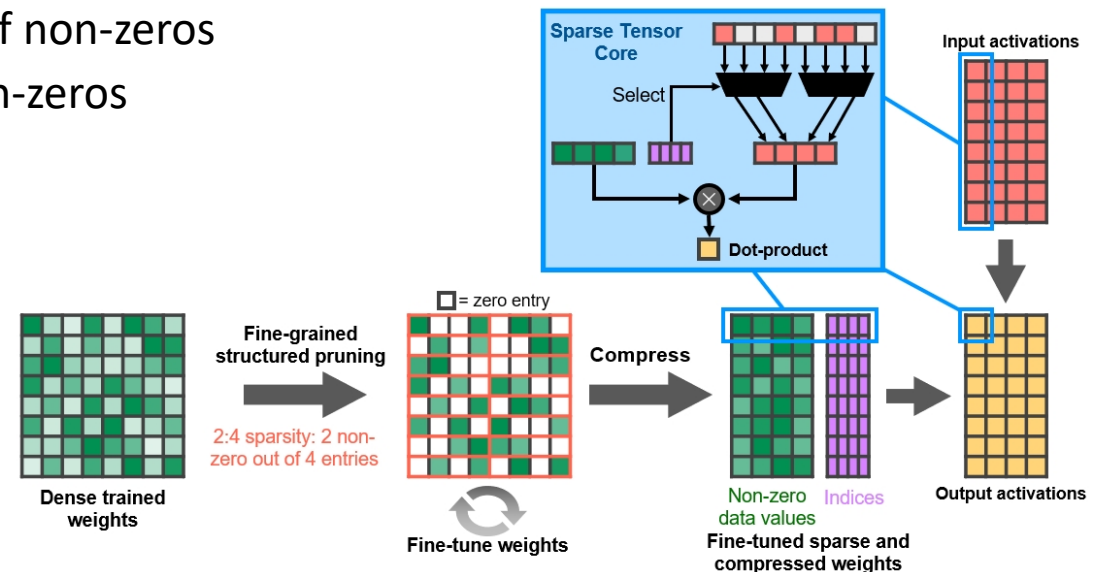 f non-zeros
n-zeros
Sparse Tensor
Core
Select
Dot-product
Input activations
= zero entry
Fine-grained
structured pruning
2:4 sparsity: 2 non-
zero out of 4 entries
Compress
Dense trained
weights
Fine-tune weights
Non-zero
data values
Indices
Fine-tuned sparse and
compressed weights
Output activations